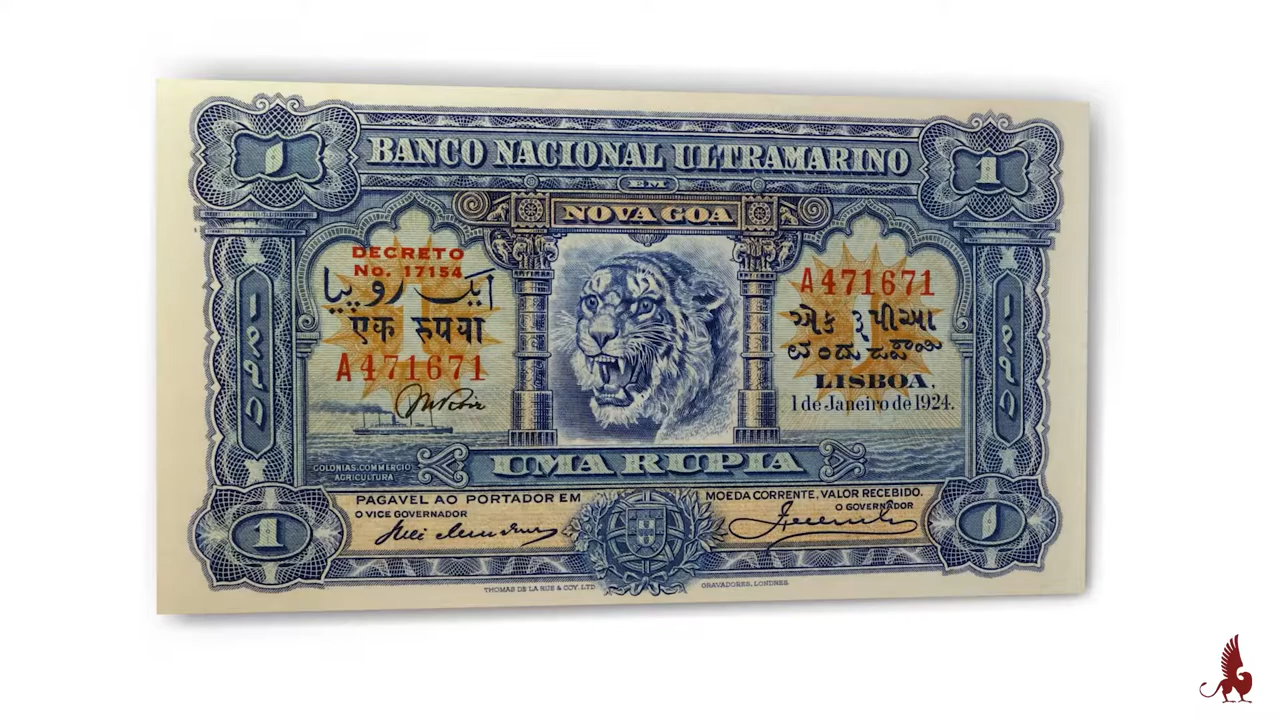 BANCO NACIONAL ULTRAMARINO
1
EM
NOVA GOA
DECRETO
No. 17154
ایک روپیا
एक रुपया
A471671
A471671
એક રૂપીઆ
LISBOA,
1 de Janeiro de 1924.
COLONIAS, COMMERCIO
AGRICULTURA
UMA RUPIA
PAGAVEL AO PORTADOR EM MOEDA CORRENTE, VALOR RECEBIDO.
O VICE GOVERNADOR
O GOVERNADOR
1
THOMAS DE LA RUE & COY. LTD. GRAVADORES, LONDRES.